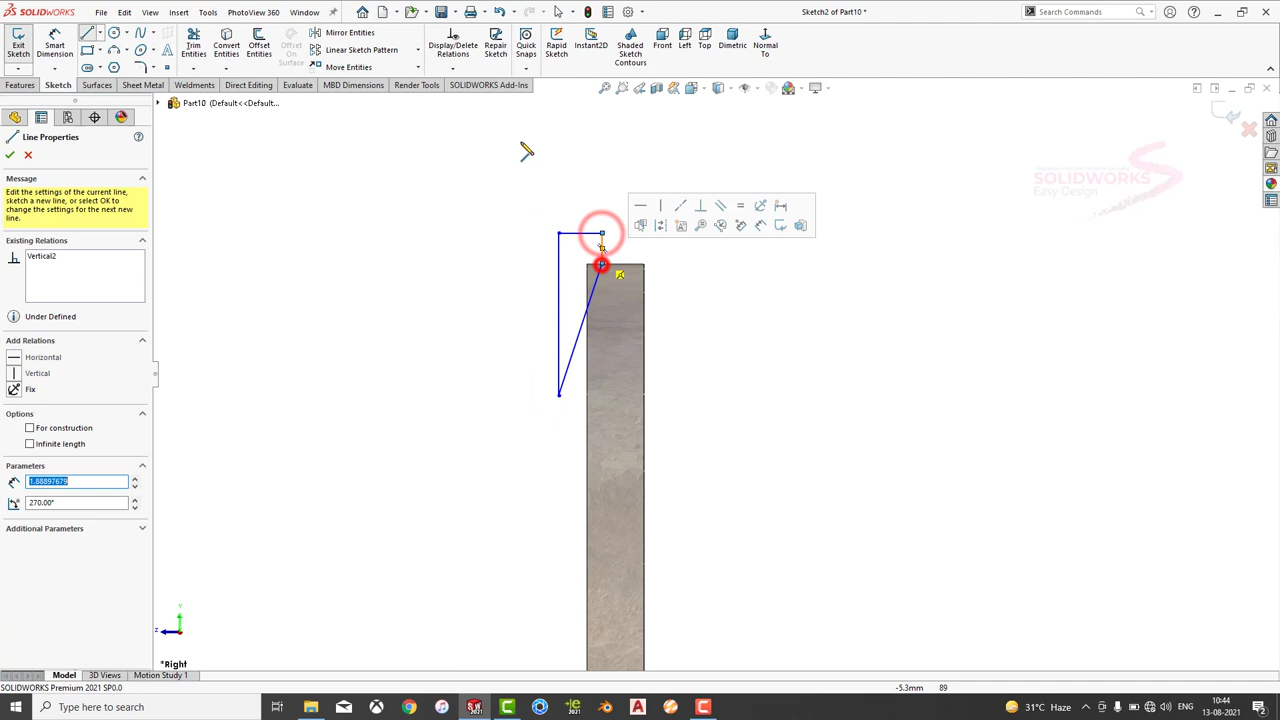 SOLIDWORKS
File Edit View Insert Tools PhotoView 360 Window
Sketch2 of Part10 *
Search Commands
Exit Sketch
Smart Dimension
Trim Entities
Convert Entities
Offset Entities
Offset On Surface
Mirror Entities
Linear Sketch Pattern
Move Entities
Display/Delete Relations
Repair Sketch
Quick Snaps
Rapid Sketch
Instant2D
Shaded Sketch Contours
Front
Left
Top
Dimetric
Normal To
Features Sketch Surfaces Sheet Metal Weldments Direct Editing Evaluate MBD Dimensions Render Tools SOLIDWORKS Add-Ins
Part10 (Default<<Default...
Line Properties
Message
Edit the settings of the current line, sketch a new line, or select OK to change the settings for the next new line.
Existing Relations
Vertical2
Under Defined
Add Relations
Horizontal
Vertical
Fix
Options
For construction
Infinite length
Parameters
1.88897679
270.00°
Additional Parameters
SOLIDWORKS
Easy Design
Y
Z
*Right
Model 3D Views Motion Study 1
SOLIDWORKS Premium 2021 SP0.0
-5.3mm 89
Type here to search
31°C Haze
ENG
10:44
13-08-2021